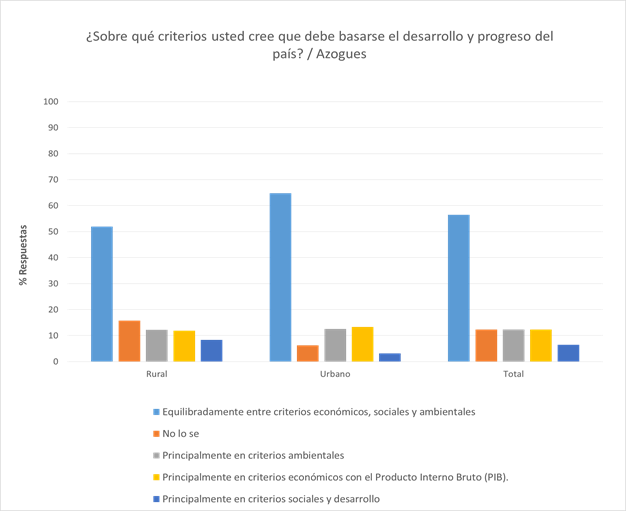 ¿Sobre qué criterios usted cree que debe basarse el desarrollo y progreso del
país? / Azogues
100
90
80
70
60
50
40
30
20
10
0
% Respuestas
Rural
Urbano
Total
Equilibradamente entre criterios económicos, sociales y ambientales
No lo se
Principalmente en criterios ambientales
Principalmente en criterios económicos con el Producto Interno Bruto (PIB).
Principalmente en criterios sociales y desarrollo